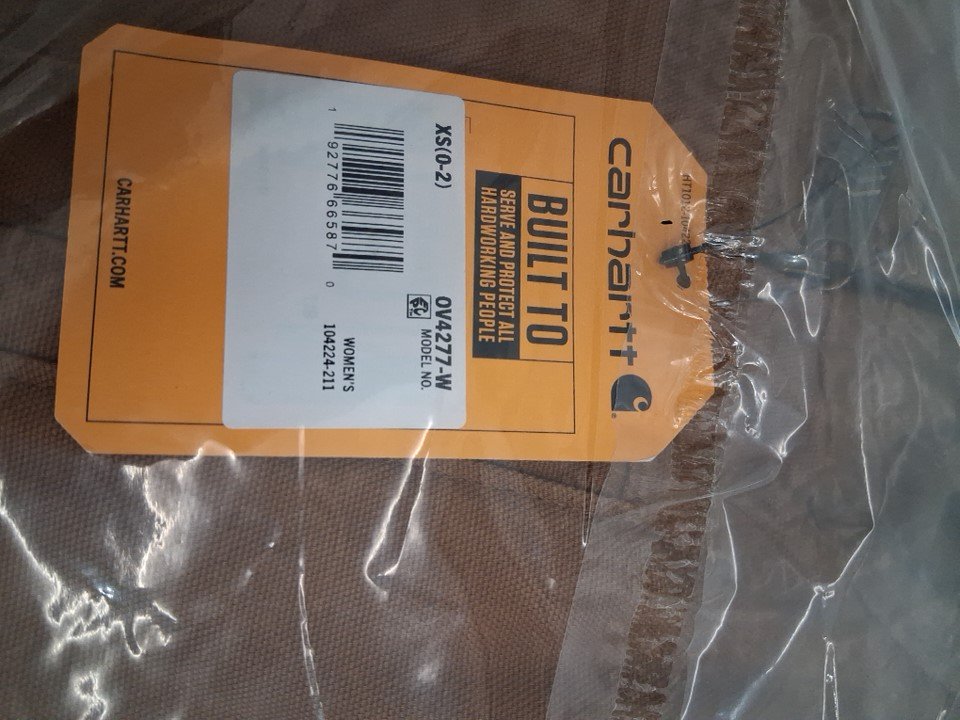 carhartt
BUILT TO
SERVE AND PROTECT ALL
HARDWORKING PEOPLE
OV4277-W
MODEL NO.
XS(0-2)
1 92776 66587 0
WOMEN'S
104224-211
CARHARTT.COM